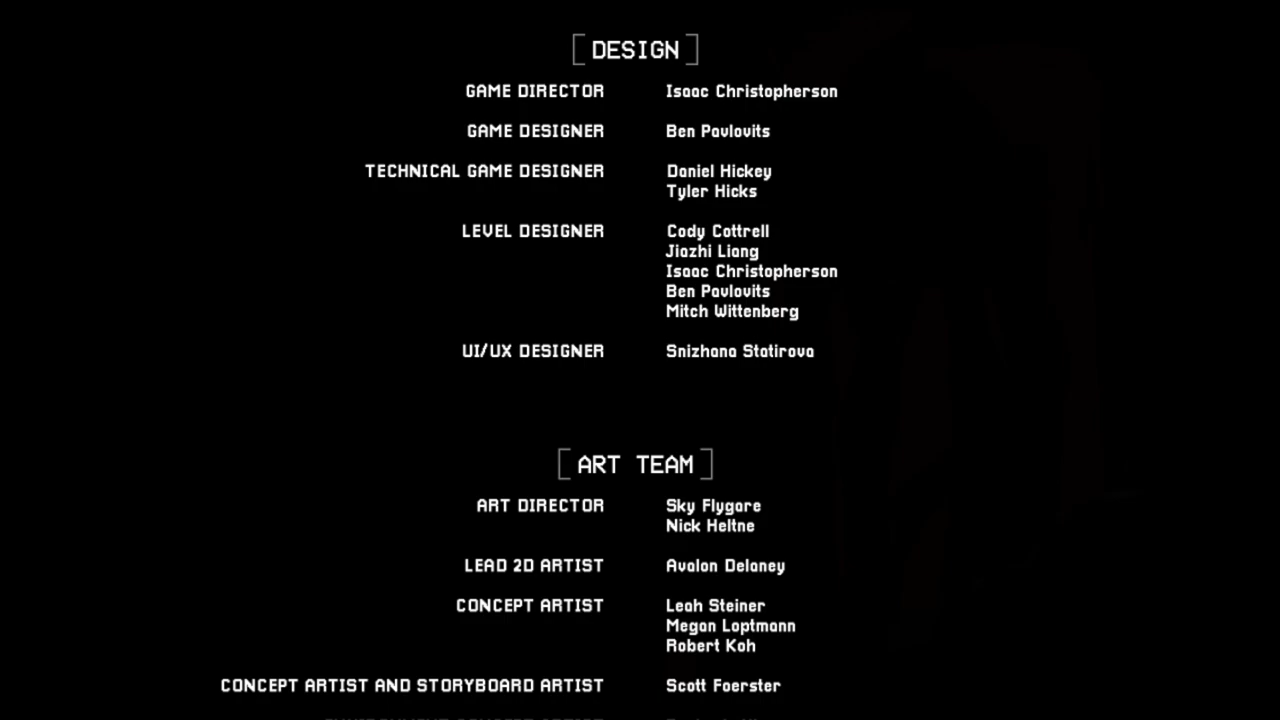 [DESIGN]
GAME DIRECTOR Isaac Christopherson
GAME DESIGNER Ben Pavlovits
TECHNICAL GAME DESIGNER Daniel Hickey
Tyler Hicks
LEVEL DESIGNER Cody Cottrell
Jiazhi Liang
Isaac Christopherson
Ben Pavlovits
Mitch Wittenberg
UI/UX DESIGNER Snizhana Statirova
[ART TEAM]
ART DIRECTOR Sky Flygare
Nick Heltne
LEAD 2D ARTIST Avalon Delaney
CONCEPT ARTIST Leah Steiner
Megan Laptmann
Robert Koh
CONCEPT ARTIST AND STORYBOARD ARTIST Scott Foerster